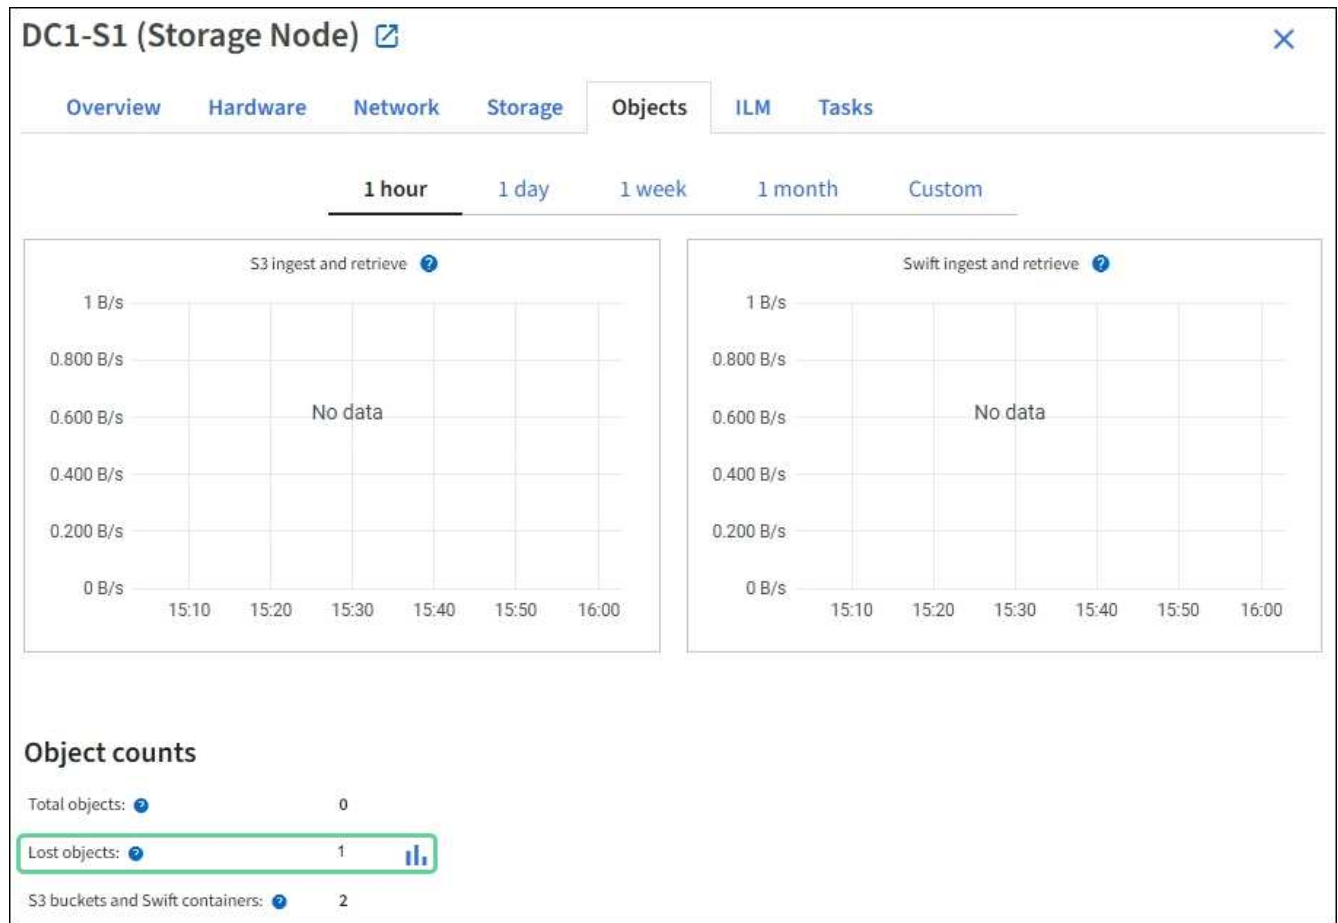 DC1-S1 (Storage Node)
Overview Hardware Network Storage Objects ILM Tasks
1 hour 1 day 1 week 1 month Custom
S3 ingest and retrieve
1 B/s
0.800 B/s
0.600 B/s
0.400 B/s
0.200 B/s
0 B/s
No data
15:10 15:20 15:30 15:40 15:50 16:00
Swift ingest and retrieve
1 B/s
0.800 B/s
0.600 B/s
0.400 B/s
0.200 B/s
0 B/s
No data
15:10 15:20 15:30 15:40 15:50 16:00
Object counts
Total objects: 0
Lost objects: 1
S3 buckets and Swift containers: 2